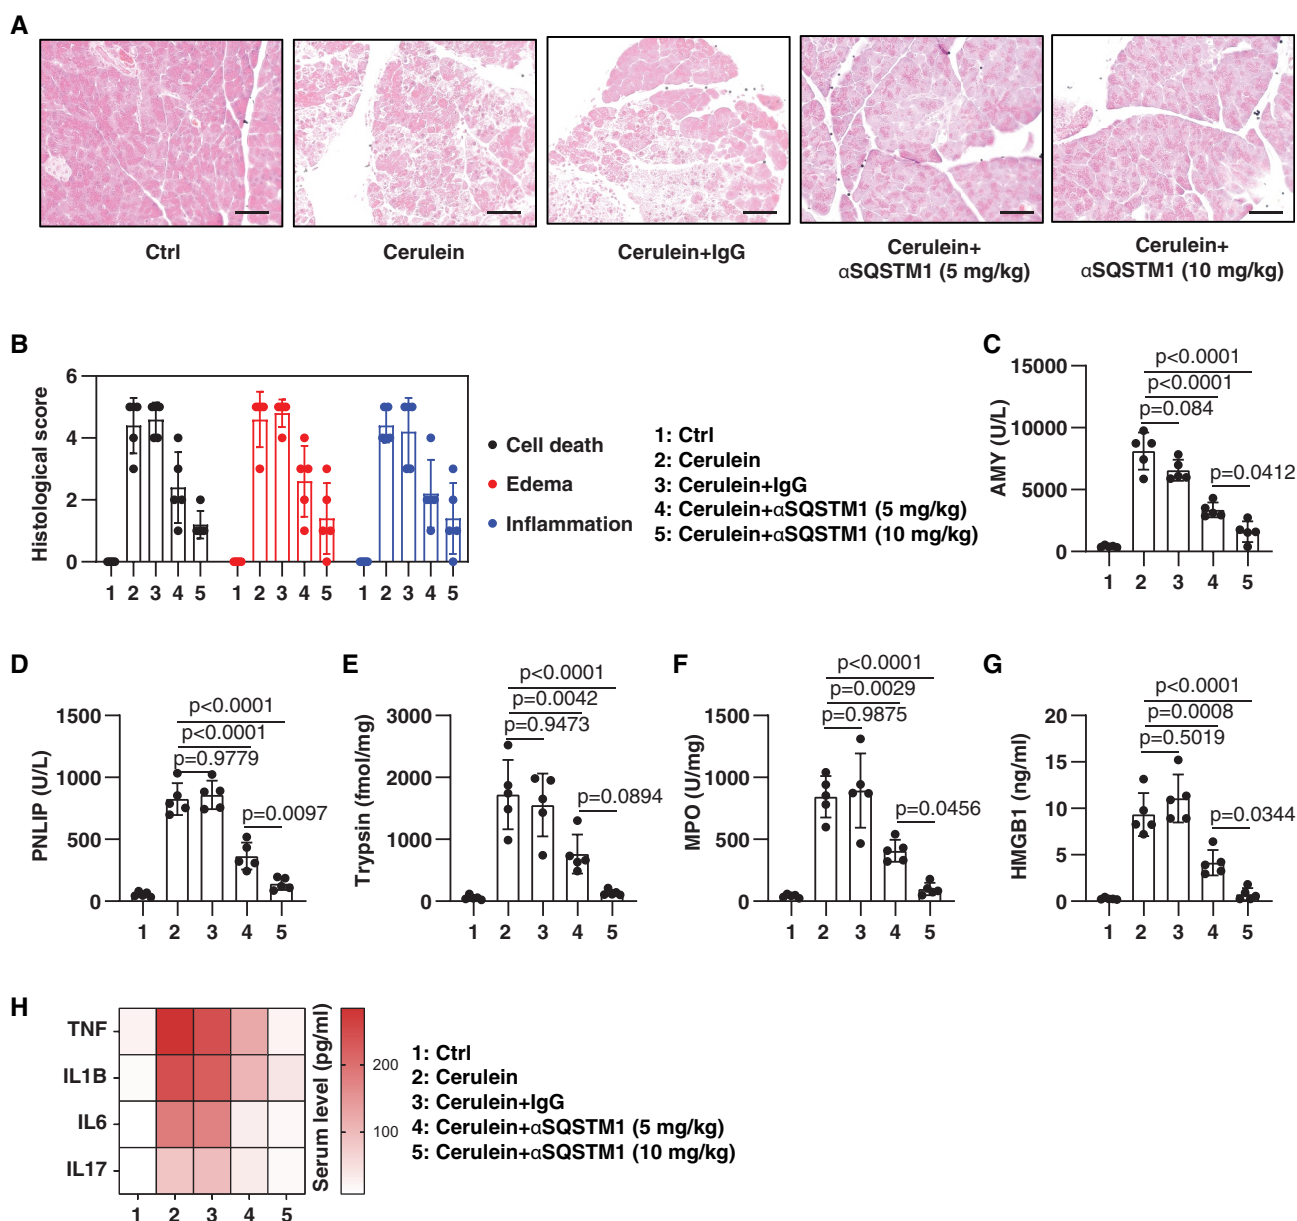 A
Ctrl
Cerulein
Cerulein+IgG
Cerulein+
αSQSTM1 (5 mg/kg)
Cerulein+
αSQSTM1 (10 mg/kg)
B
Histological score
6
4
2
0
1 2 3 4 5 1 2 3 4 5 1 2 3 4 5
Cell death
Edema
Inflammation
1: Ctrl
2: Cerulein
3: Cerulein+IgG
4: Cerulein+αSQSTM1 (5 mg/kg)
5: Cerulein+αSQSTM1 (10 mg/kg)
C
AMY (U/L)
15000
10000
5000
0
p<0.0001
p<0.0001
p=0.084
p=0.0412
1 2 3 4 5
D
PNLIP (U/L)
1500
1000
500
0
p<0.0001
p<0.0001
p=0.9779
p=0.0097
1 2 3 4 5
E
Trypsin (fmol/mg)
3000
2000
1000
0
p<0.0001
p=0.0042
p=0.9473
p=0.0894
1 2 3 4 5
F
MPO (U/mg)
1500
1000
500
0
p<0.0001
p=0.0029
p=0.9875
p=0.0456
1 2 3 4 5
G
HMGB1 (ng/ml)
20
15
10
5
0
p<0.0001
p=0.0008
p=0.5019
p=0.0344
1 2 3 4 5
H
TNF
IL1B
IL6
IL17
1 2 3 4 5
Serum level (pg/ml)
200
100
1: Ctrl
2: Cerulein
3: Cerulein+IgG
4: Cerulein+αSQSTM1 (5 mg/kg)
5: Cerulein+αSQSTM1 (10 mg/kg)